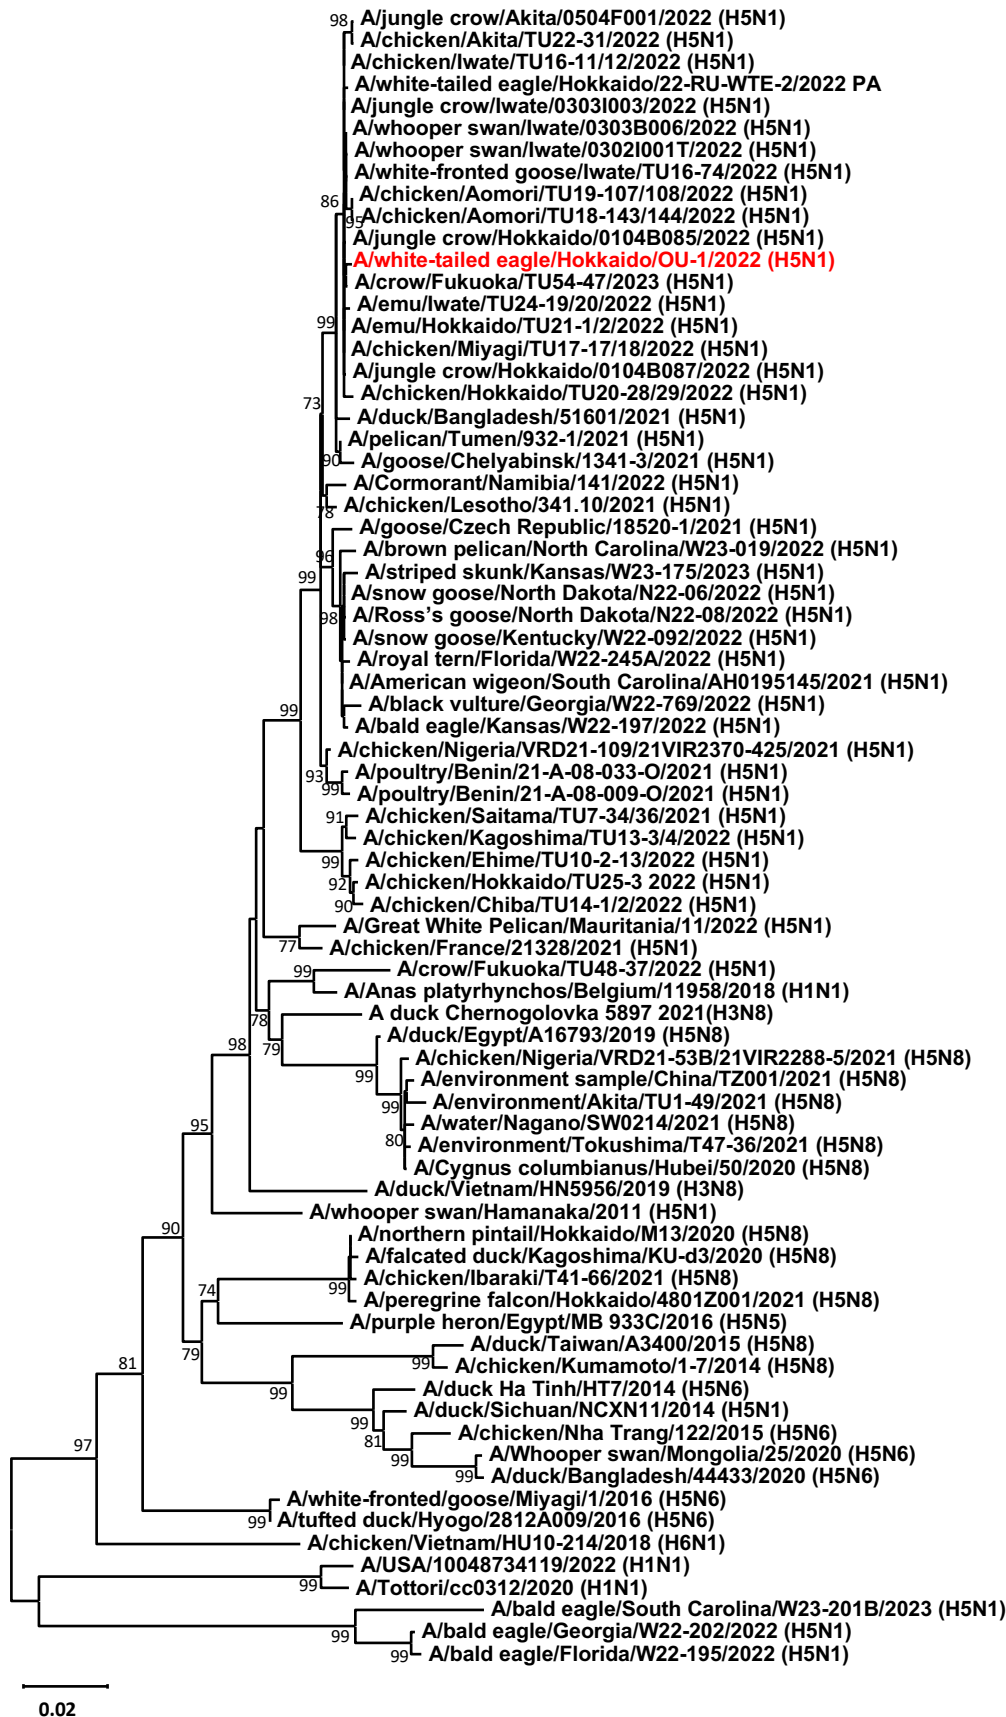 98 A/jungle crow/Akita/0504F001/2022 (H5N1)
A/chicken/Akita/TU22-31/2022 (H5N1)
A/chicken/Iwate/TU16-11/12/2022 (H5N1)
A/white-tailed eagle/Hokkaido/22-RU-WTE-2/2022 PA
A/jungle crow/Iwate/0303I003/2022 (H5N1)
A/whooper swan/Iwate/0303B006/2022 (H5N1)
A/whooper swan/Iwate/0302I001T/2022 (H5N1)
A/white-fronted goose/Iwate/TU16-74/2022 (H5N1)
A/chicken/Aomori/TU19-107/108/2022 (H5N1)
86
95 A/chicken/Aomori/TU18-143/144/2022 (H5N1)
A/jungle crow/Hokkaido/0104B085/2022 (H5N1)
A/white-tailed eagle/Hokkaido/OU-1/2022 (H5N1)
A/crow/Fukuoka/TU54-47/2023 (H5N1)
A/emu/Iwate/TU24-19/20/2022 (H5N1)
99 A/emu/Hokkaido/TU21-1/2/2022 (H5N1)
A/chicken/Miyagi/TU17-17/18/2022 (H5N1)
A/jungle crow/Hokkaido/0104B087/2022 (H5N1)
A/chicken/Hokkaido/TU20-28/29/2022 (H5N1)
73
A/duck/Bangladesh/51601/2021 (H5N1)
A/pelican/Tumen/932-1/2021 (H5N1)
90 A/goose/Chelyabinsk/1341-3/2021 (H5N1)
A/Cormorant/Namibia/141/2022 (H5N1)
A/chicken/Lesotho/341.10/2021 (H5N1)
78
A/goose/Czech Republic/18520-1/2021 (H5N1)
A/brown pelican/North Carolina/W23-019/2022 (H5N1)
96
A/striped skunk/Kansas/W23-175/2023 (H5N1)
99
A/snow goose/North Dakota/N22-06/2022 (H5N1)
98 A/Ross’s goose/North Dakota/N22-08/2022 (H5N1)
A/snow goose/Kentucky/W22-092/2022 (H5N1)
A/royal tern/Florida/W22-245A/2022 (H5N1)
A/American wigeon/South Carolina/AH0195145/2021 (H5N1)
99 A/black vulture/Georgia/W22-769/2022 (H5N1)
A/bald eagle/Kansas/W22-197/2022 (H5N1)
A/chicken/Nigeria/VRD21-109/21VIR2370-425/2021 (H5N1)
93 A/poultry/Benin/21-A-08-033-O/2021 (H5N1)
99 A/poultry/Benin/21-A-08-009-O/2021 (H5N1)
91 A/chicken/Saitama/TU7-34/36/2021 (H5N1)
A/chicken/Kagoshima/TU13-3/4/2022 (H5N1)
99 A/chicken/Ehime/TU10-2-13/2022 (H5N1)
92 A/chicken/Hokkaido/TU25-3 2022 (H5N1)
90 A/chicken/Chiba/TU14-1/2/2022 (H5N1)
A/Great White Pelican/Mauritania/11/2022 (H5N1)
77 A/chicken/France/21328/2021 (H5N1)
99 A/crow/Fukuoka/TU48-37/2022 (H5N1)
A/Anas platyrhynchos/Belgium/11958/2018 (H1N1)
78 A duck Chernogolovka 5897 2021(H3N8)
A/duck/Egypt/A16793/2019 (H5N8)
98 79
A/chicken/Nigeria/VRD21-53B/21VIR2288-5/2021 (H5N8)
99 A/environment sample/China/TZ001/2021 (H5N8)
99 A/environment/Akita/TU1-49/2021 (H5N8)
95 A/water/Nagano/SW0214/2021 (H5N8)
80 A/environment/Tokushima/T47-36/2021 (H5N8)
A/Cygnus columbianus/Hubei/50/2020 (H5N8)
A/duck/Vietnam/HN5956/2019 (H3N8)
A/whooper swan/Hamanaka/2011 (H5N1)
90 A/northern pintail/Hokkaido/M13/2020 (H5N8)
A/falcated duck/Kagoshima/KU-d3/2020 (H5N8)
74 99 A/chicken/Ibaraki/T41-66/2021 (H5N8)
A/peregrine falcon/Hokkaido/4801Z001/2021 (H5N8)
A/purple heron/Egypt/MB 933C/2016 (H5N5)
A/duck/Taiwan/A3400/2015 (H5N8)
79
81 99 A/chicken/Kumamoto/1-7/2014 (H5N8)
99 A/duck Ha Tinh/HT7/2014 (H5N6)
A/duck/Sichuan/NCXN11/2014 (H5N1)
99
81 A/chicken/Nha Trang/122/2015 (H5N6)
97 99 A/Whooper swan/Mongolia/25/2020 (H5N6)
99 A/duck/Bangladesh/44433/2020 (H5N6)
A/white-fronted/goose/Miyagi/1/2016 (H5N6)
99 A/tufted duck/Hyogo/2812A009/2016 (H5N6)
A/chicken/Vietnam/HU10-214/2018 (H6N1)
A/USA/10048734119/2022 (H1N1)
99 A/Tottori/cc0312/2020 (H1N1)
A/bald eagle/South Carolina/W23-201B/2023 (H5N1)
99 A/bald eagle/Georgia/W22-202/2022 (H5N1)
99 A/bald eagle/Florida/W22-195/2022 (H5N1)
0.02